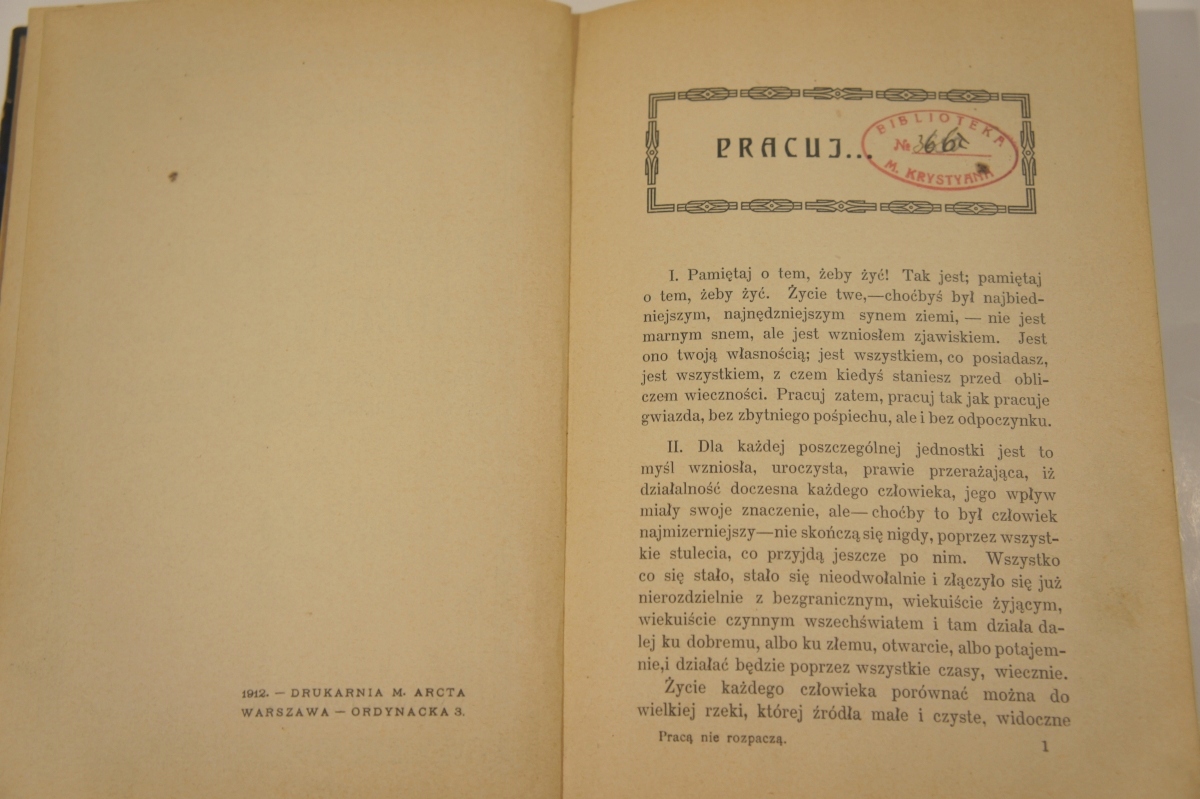 1912. — DRUKARNIA M. ARCTA
WARSZAWA — ORDYNACKA 3.
PRACUJ...
BIBLIOTEKA
№
M. KRYSTYANA
I. Pamiętaj o tem, żeby żyć! Tak jest; pamiętaj
o tem, żeby żyć. Życie twe,—choćbyś był najbied-
niejszym, najnędzniejszym synem ziemi, — nie jest
marnym snem, ale jest wzniosłem zjawiskiem. Jest
ono twoją własnością; jest wszystkiem, co posiadasz,
jest wszystkiem, z czem kiedyś staniesz przed obli-
czem wieczności. Pracuj zatem, pracuj tak jak pracuje
gwiazda, bez zbytniego pośpiechu, ale i bez odpoczynku.
II. Dla każdej poszczególnej jednostki jest to
myśl wzniosła, uroczysta, prawie przerażająca, iż
działalność doczesna każdego człowieka, jego wpływ
miały swoje znaczenie, ale—choćby to był człowiek
najmizerniejszy—nie skończą się nigdy, poprzez wszyst-
kie stulecia, co przyjdą jeszcze po nim. Wszystko
co się stało, stało się nieodwołalnie i złączyło się już
nierozdzielnie z bezgranicznym, wiekuiście żyjącym,
wiekuiście czynnym wszechświatem i tam działa da-
lej ku dobremu, albo ku złemu, otwarcie, albo potajem-
nie,i działać będzie poprzez wszystkie czasy, wiecznie.
Życie każdego człowieka porównać można do
wielkiej rzeki, której źródła małe i czyste, widoczne
Pracą nie rozpaczą.
1